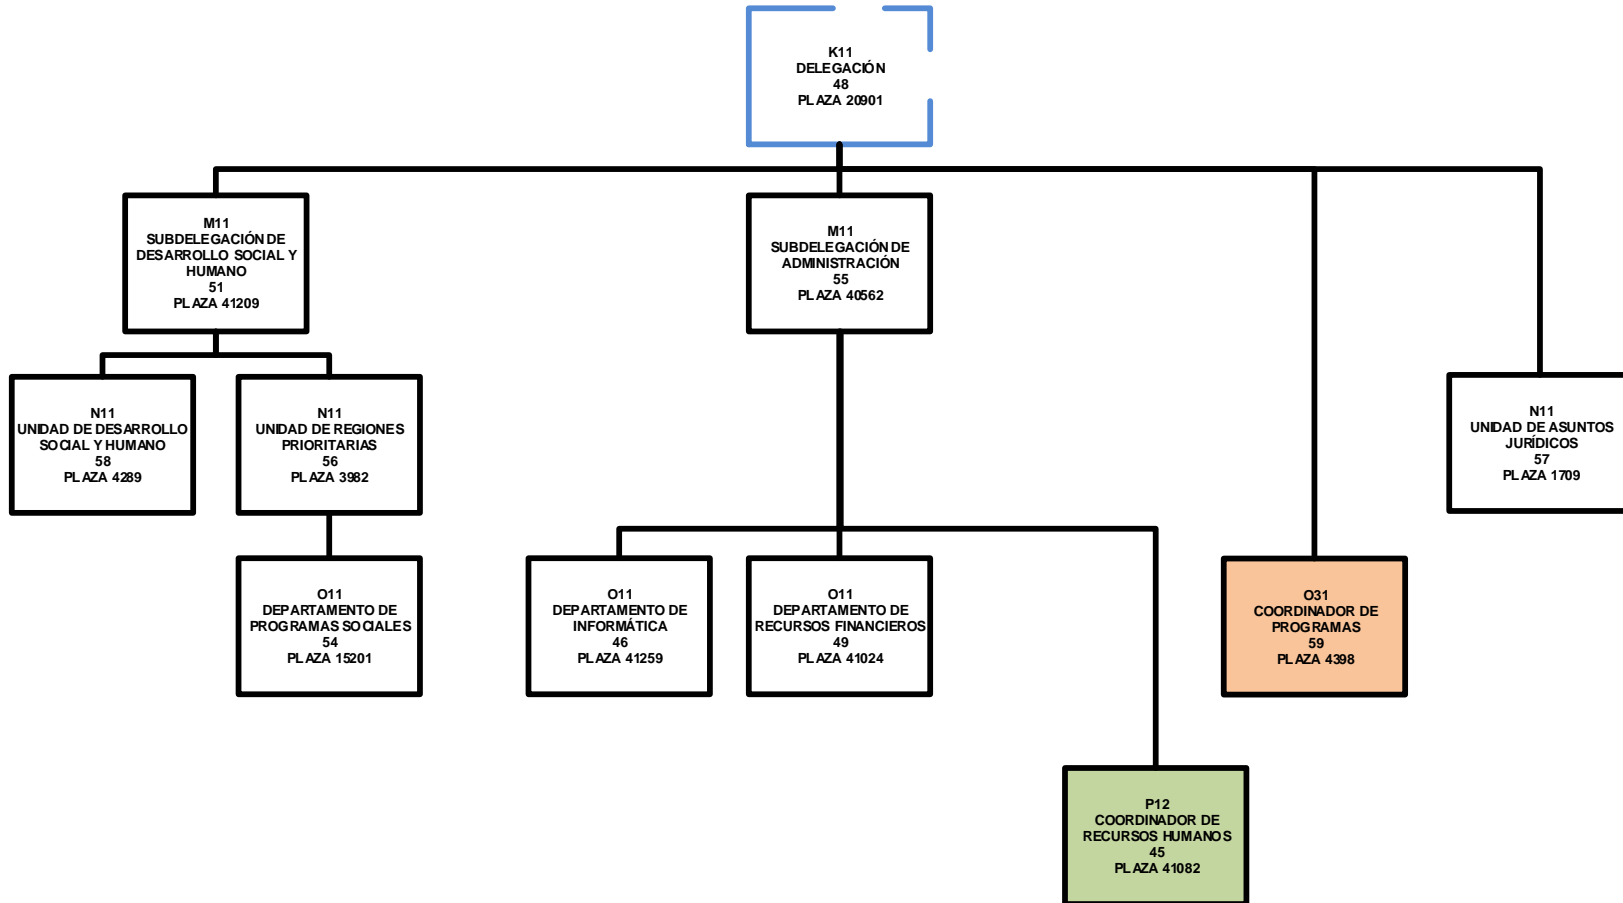 K11
DELEGACIÓN
48
PLAZA 20901
M11
SUBDELEGACIÓN DE
DESARROLLO SOCIAL Y
HUMANO
51
PLAZA 41209
M11
SUBDELEGACIÓN DE
ADMINISTRACIÓN
55
PLAZA 40562
N11
UNIDAD DE DESARROLLO
SOCIAL Y HUMANO
58
PLAZA 4289
N11
UNIDAD DE REGIONES
PRIORITARIAS
56
PLAZA 3982
N11
UNIDAD DE ASUNTOS
JURÍDICOS
57
PLAZA 1709
O11
DEPARTAMENTO DE
PROGRAMAS SOCIALES
54
PLAZA 15201
O11
DEPARTAMENTO DE
INFORMÁTICA
46
PLAZA 41259
O11
DEPARTAMENTO DE
RECURSOS FINANCIEROS
49
PLAZA 41024
O31
COORDINADOR DE
PROGRAMAS
59
PLAZA 4398
P12
COORDINADOR DE
RECURSOS HUMANOS
45
PLAZA 41082